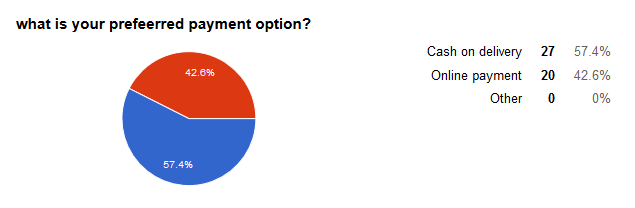 what is your prefeerred payment option?
42.6%
57.4%
Cash on delivery 27 57.4%
Online payment 20 42.6%
Other 0 0%